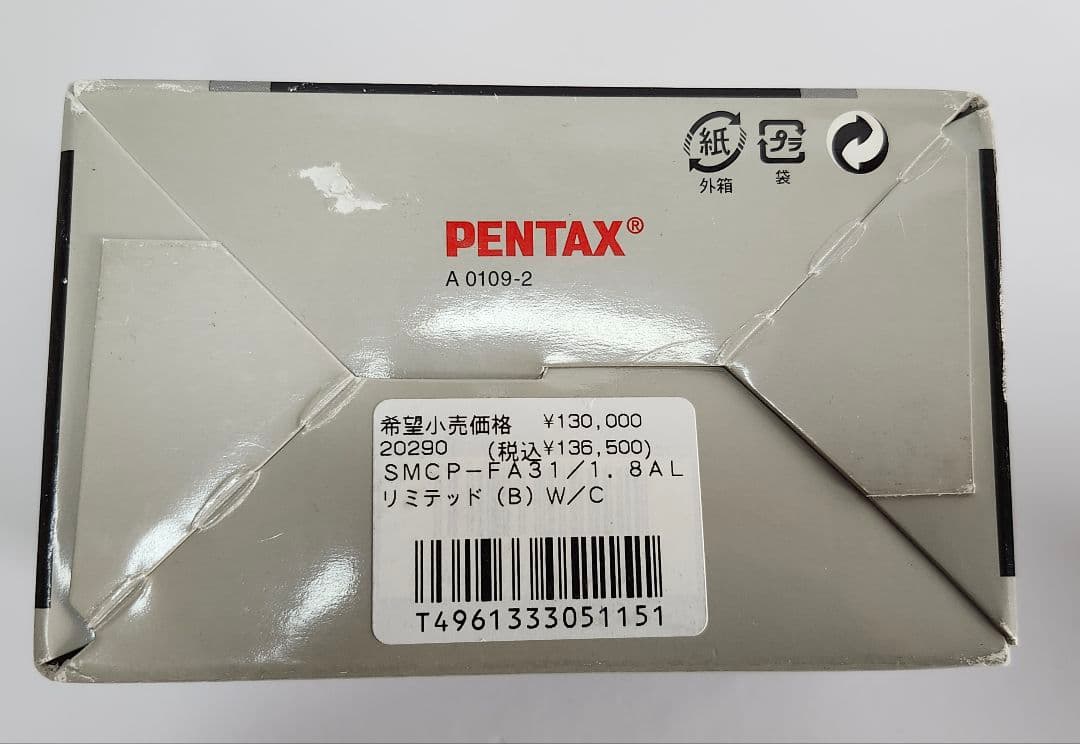 紙 プラ
外箱 袋
PENTAX®
A 0109-2
希望小売価格 ¥130,000
20290 (税込¥136,500)
SMCP-FA31/1.8AL
リミテッド (B) W/C
T4961333051151